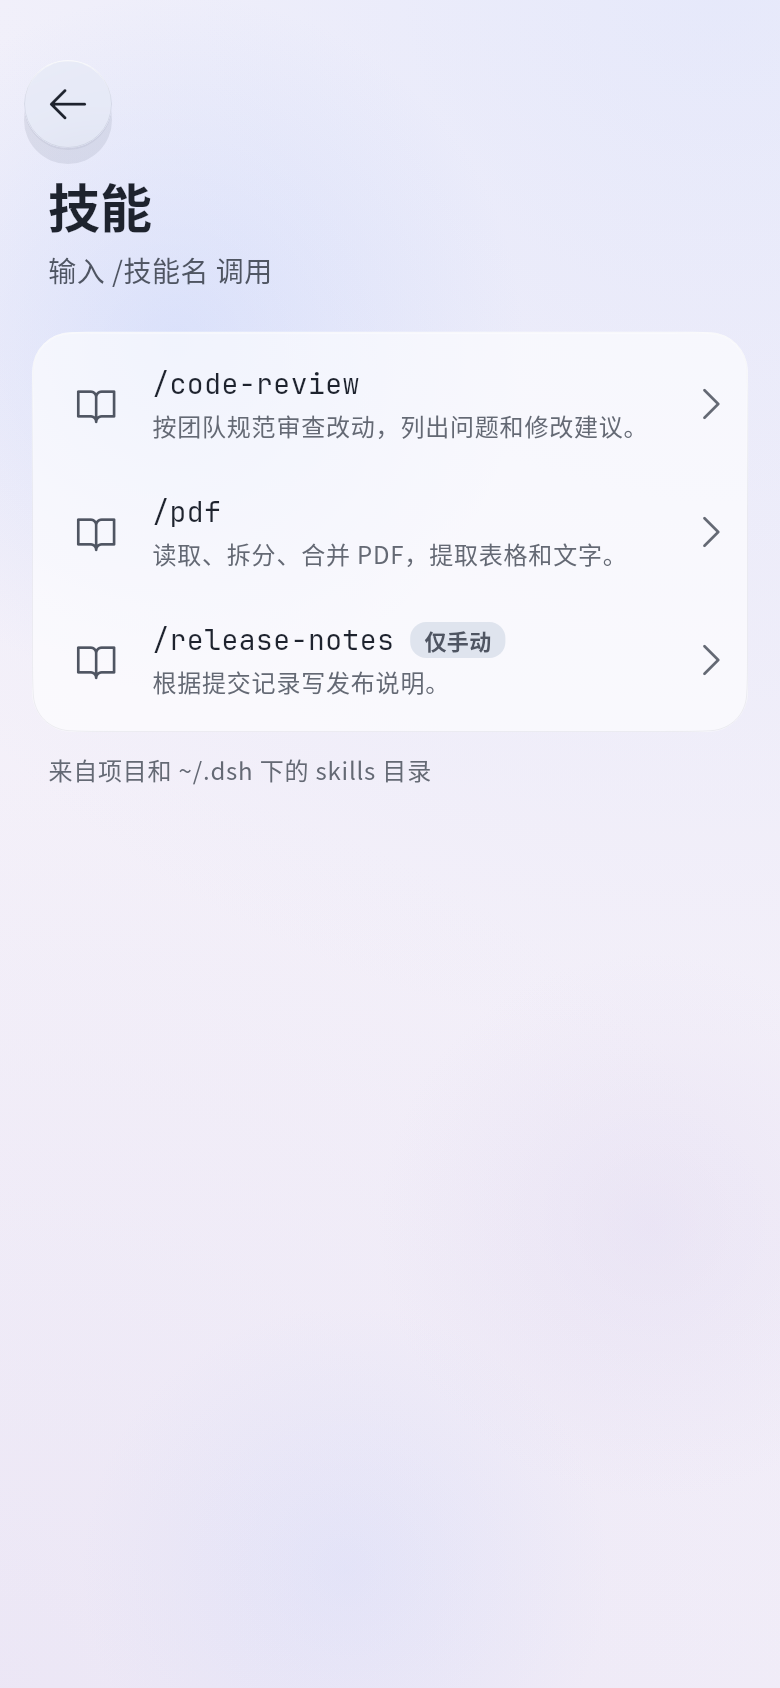 技能
输入 /技能名 调用
/code-review
按团队规范审查改动，列出问题和修改建议。
/pdf
读取、拆分、合并 PDF，提取表格和文字。
/release-notes 仅手动
根据提交记录写发布说明。
来自项目和 ~/.dsh 下的 skills 目录